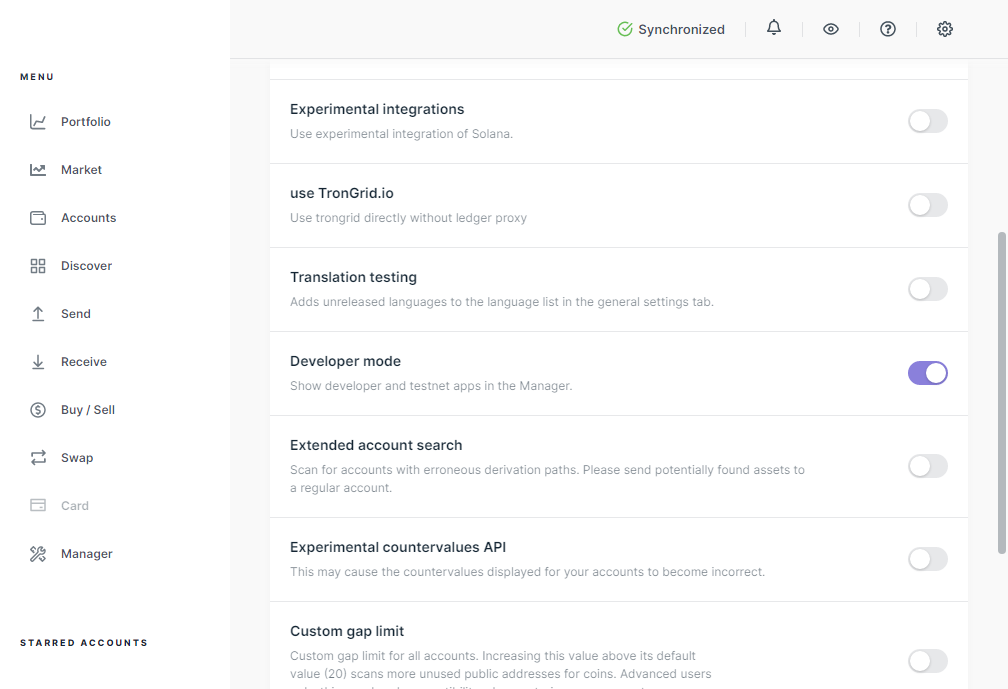 Synchronized
MENU
Portfolio
Market
Accounts
Discover
Send
Receive
Buy / Sell
Swap
Card
Manager
STARRED ACCOUNTS
Experimental integrations
Use experimental integration of Solana.
use TronGrid.io
Use trongrid directly without ledger proxy
Translation testing
Adds unreleased languages to the language list in the general settings tab.
Developer mode
Show developer and testnet apps in the Manager.
Extended account search
Scan for accounts with erroneous derivation paths. Please send potentially found assets to
a regular account.
Experimental countervalues API
This may cause the countervalues displayed for your accounts to become incorrect.
Custom gap limit
Custom gap limit for all accounts. Increasing this value above its default
value (20) scans more unused public addresses for coins. Advanced users